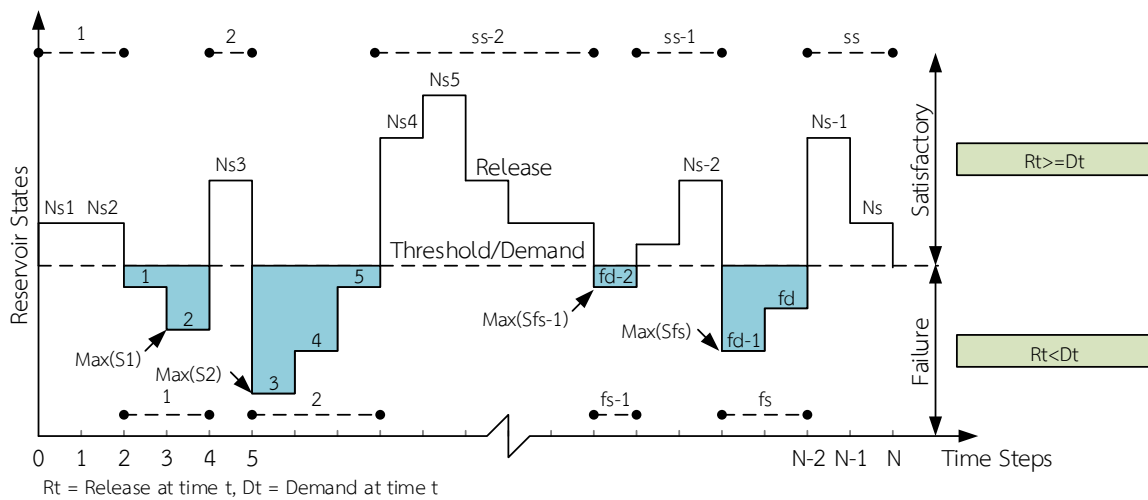 1
2
ss-2
ss-1
ss
Ns5
Ns4
Ns-1
Ns3
Release
Ns-2
Ns1 Ns2
Ns
Threshold/Demand
Reservoir States
Satisfactory
Failure
Rt>=Dt
Rt<Dt
1
2
3
4
5
fd-2
fd-1
fd
Max(S1)
Max(S2)
Max(Sfs-1)
Max(Sfs)
1
2
fs-1
fs
0 1 2 3 4 5 N-2 N-1 N Time Steps
Rt = Release at time t, Dt = Demand at time t